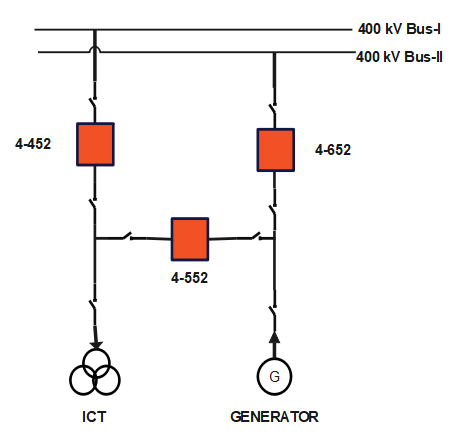 400 kV Bus-I
400 kV Bus-II
4-452
4-652
4-552
G
ICT
GENERATOR